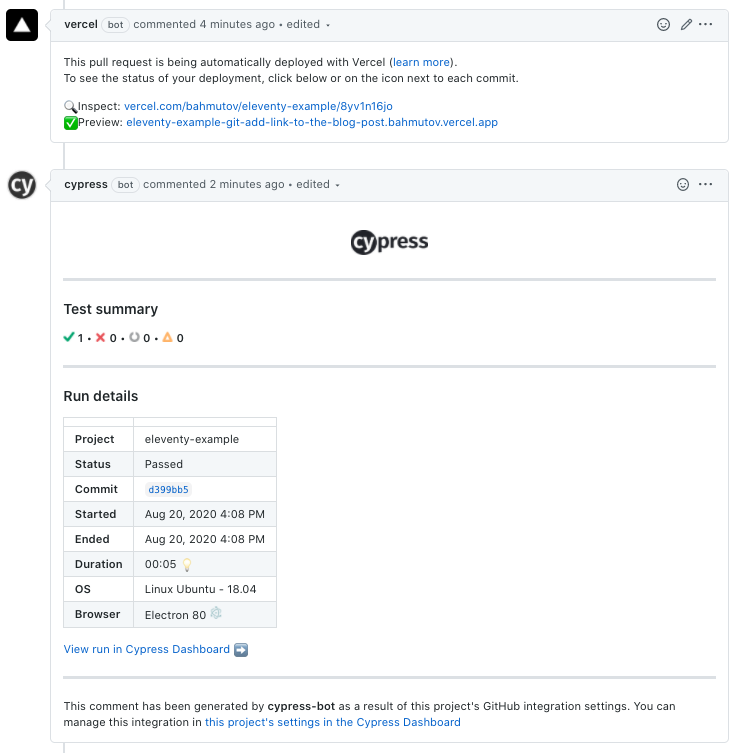 vercel bot commented 4 minutes ago • edited
This pull request is being automatically deployed with Vercel (learn more).
To see the status of your deployment, click below or on the icon next to each commit.
🔍Inspect: vercel.com/bahmutov/eleventy-example/8yv1n16jo
✅Preview: eleventy-example-git-add-link-to-the-blog-post.bahmutov.vercel.app
cy
cypress bot commented 2 minutes ago • edited
cypress
Test summary
✔ 1 • ✖ 0 • 0 • 0
Run details
Project eleventy-example
Status Passed
Commit d399bb5
Started Aug 20, 2020 4:08 PM
Ended Aug 20, 2020 4:08 PM
Duration 00:05 💡
OS Linux Ubuntu - 18.04
Browser Electron 80
View run in Cypress Dashboard ➡️
This comment has been generated by cypress-bot as a result of this project's GitHub integration settings. You can
manage this integration in this project's settings in the Cypress Dashboard